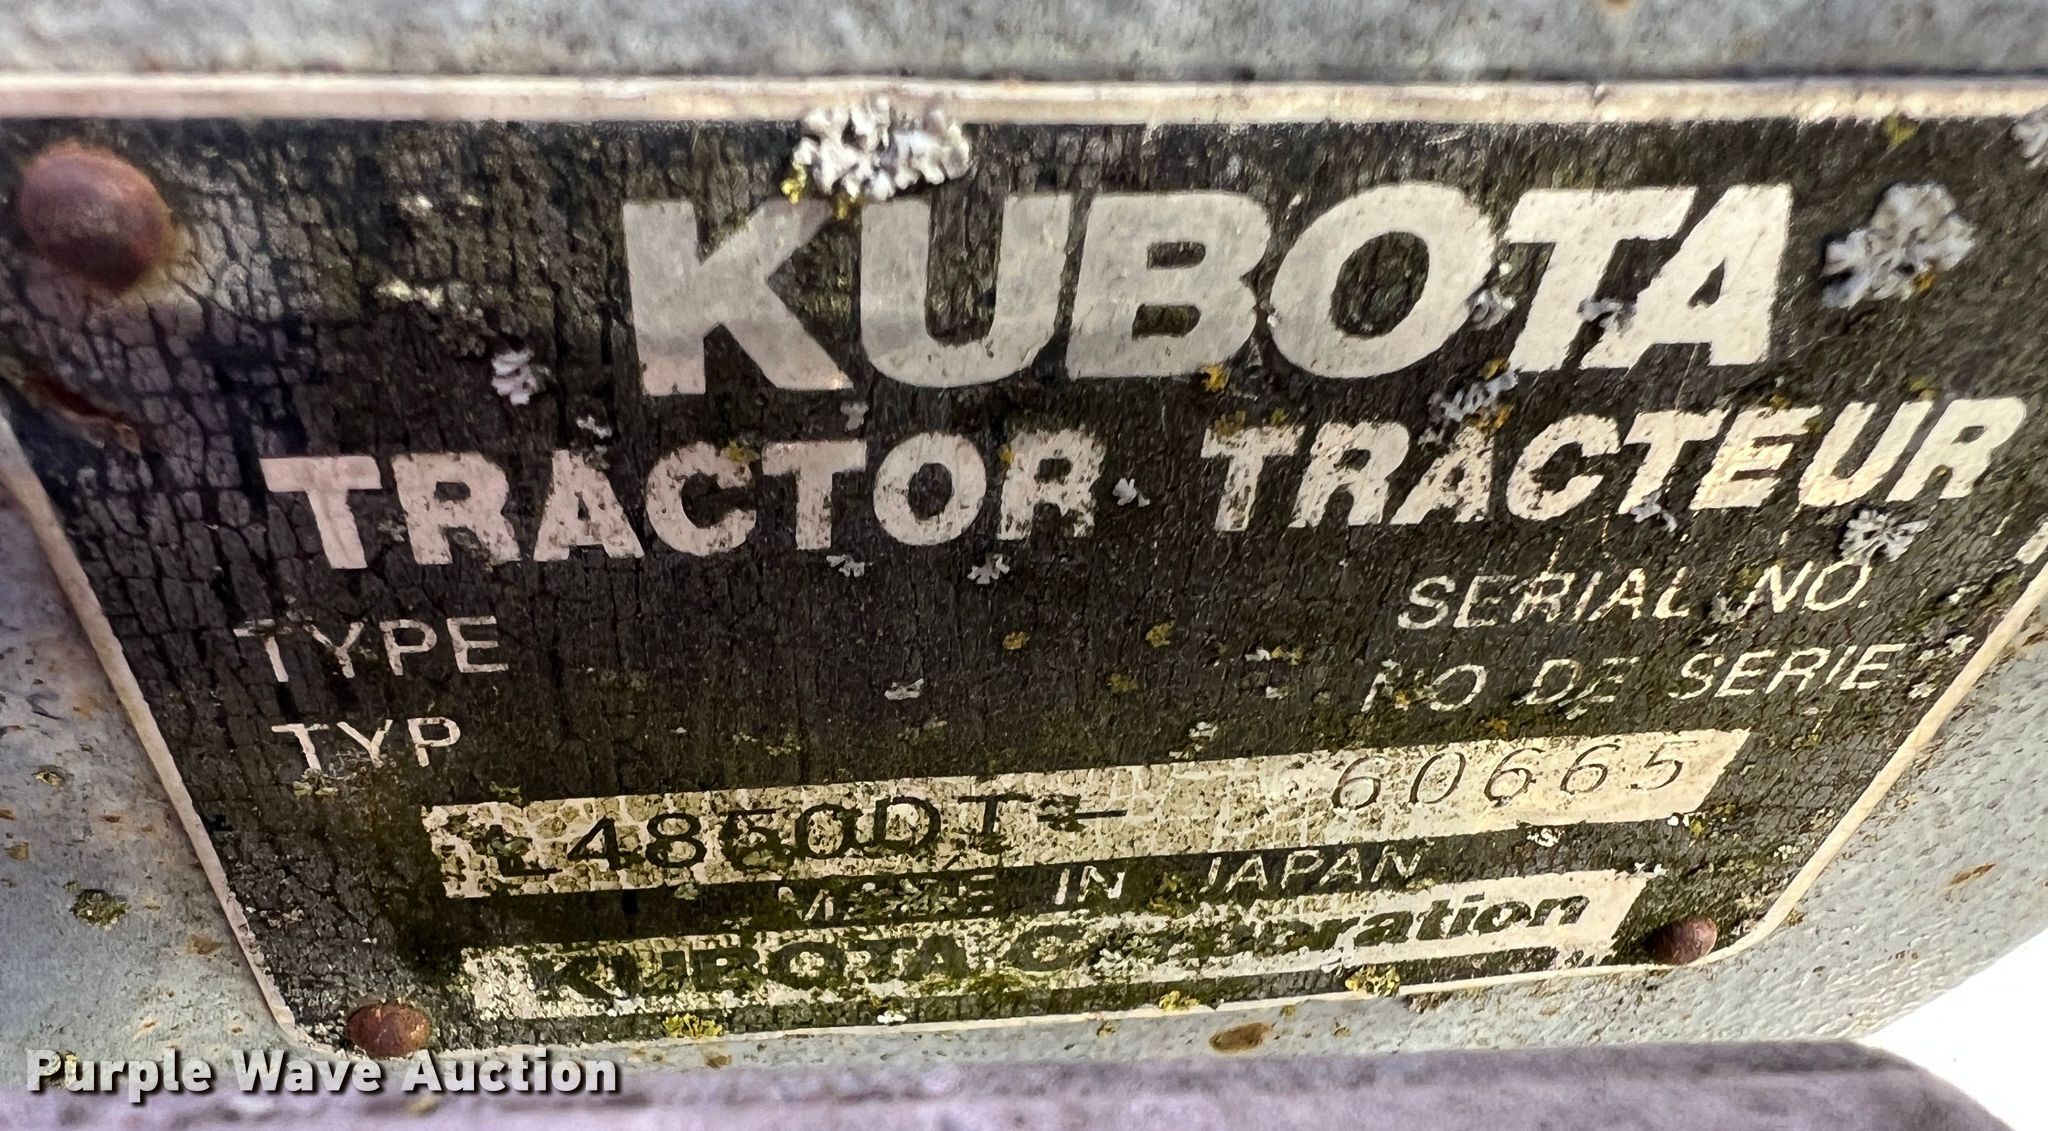 KUBOTA
TRACTOR TRACTEUR
TYPE SERIAL NO.
TYP NO DE SERIE
L4850DT- 60665
MADE IN JAPAN
KUBOTA Corporation
Purple Wave Auction